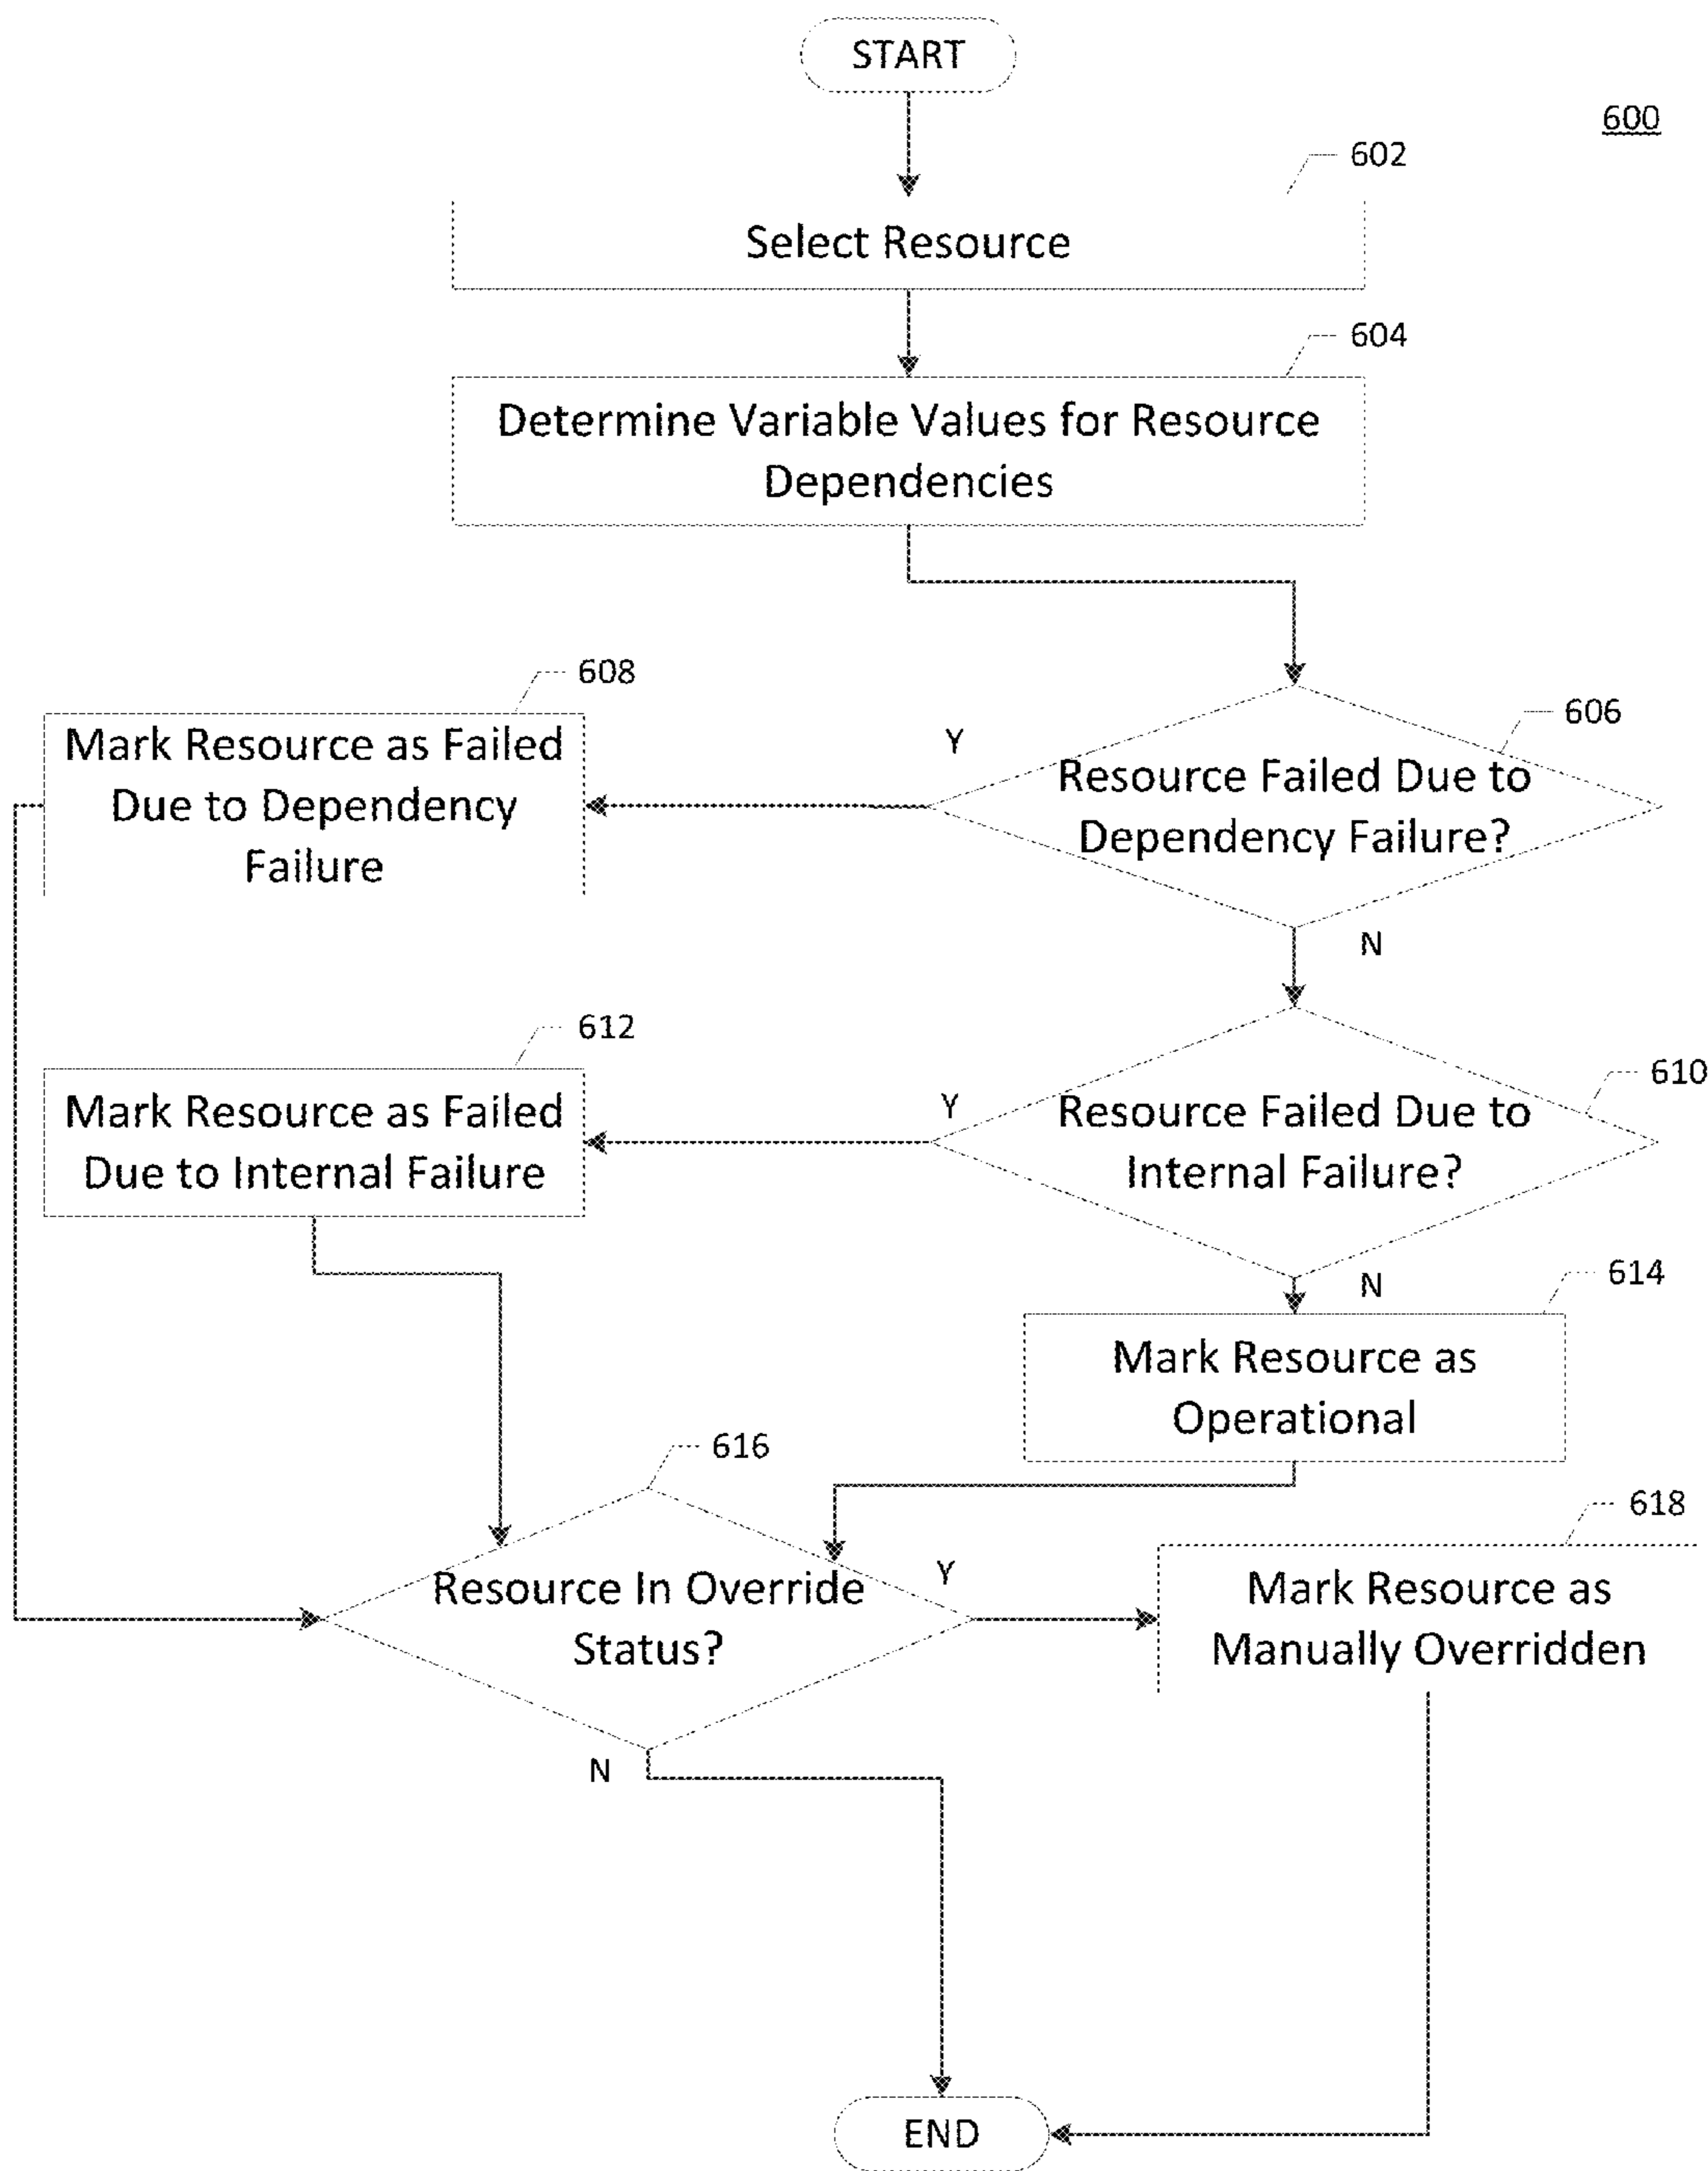 START
600
602
Select Resource
604
Determine Variable Values for Resource
Dependencies
608
606
Mark Resource as Failed
Due to Dependency
Failure
Y
Resource Failed Due to
Dependency Failure?
N
612
610
Mark Resource as Failed
Due to Internal Failure
Y
Resource Failed Due to
Internal Failure?
N
614
Mark Resource as
Operational
616
618
Resource In Override
Status?
Y
Mark Resource as
Manually Overridden
N
END